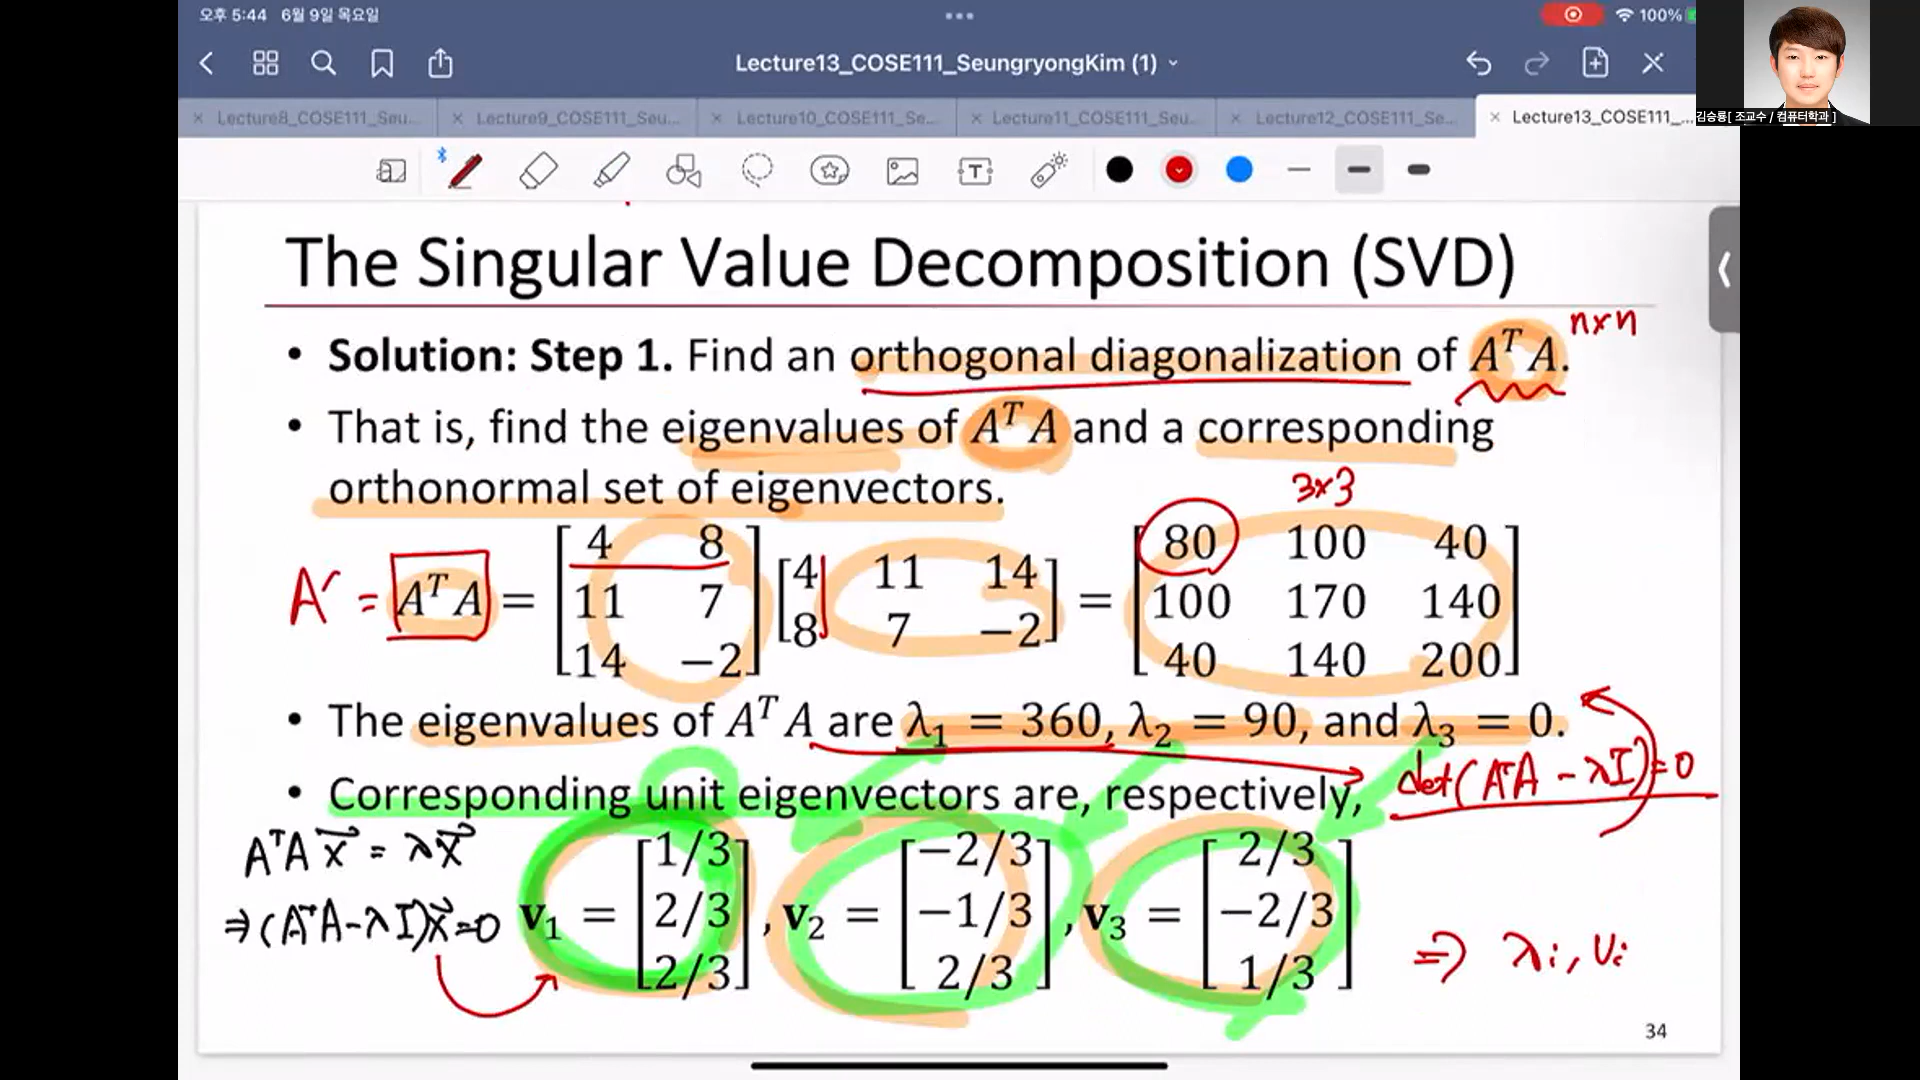 오후 5:44 6월 9일 목요일
100%
Lecture13_COSE111_SeungryongKim (1)
Lecture8_COSE111_Seu... Lecture9_COSE111_Seu... Lecture10_COSE111_Se... Lecture11_COSE111_Seu... Lecture12_COSE111_Se... Lecture13_COSE111_...
김승룡[ 조교수 / 컴퓨터학과 ]
The Singular Value Decomposition (SVD)
n×n
• Solution: Step 1. Find an orthogonal diagonalization of A^T A.
• That is, find the eigenvalues of A^T A and a corresponding
orthonormal set of eigenvectors.
3×3
A' = A^T A = [4 8; 11 7; 14 −2] [4 11 14; 8 7 −2] = [80 100 40; 100 170 140; 40 140 200]
• The eigenvalues of A^T A are λ₁ = 360, λ₂ = 90, and λ₃ = 0.
det(AᵀA − λI) = 0
• Corresponding unit eigenvectors are, respectively,
AᵀA x⃗ = λx⃗
⇒ (AᵀA − λI)x⃗ = 0
v₁ = [1/3; 2/3; 2/3], v₂ = [−2/3; −1/3; 2/3], v₃ = [2/3; −2/3; 1/3]
⇒ λi, vi
34